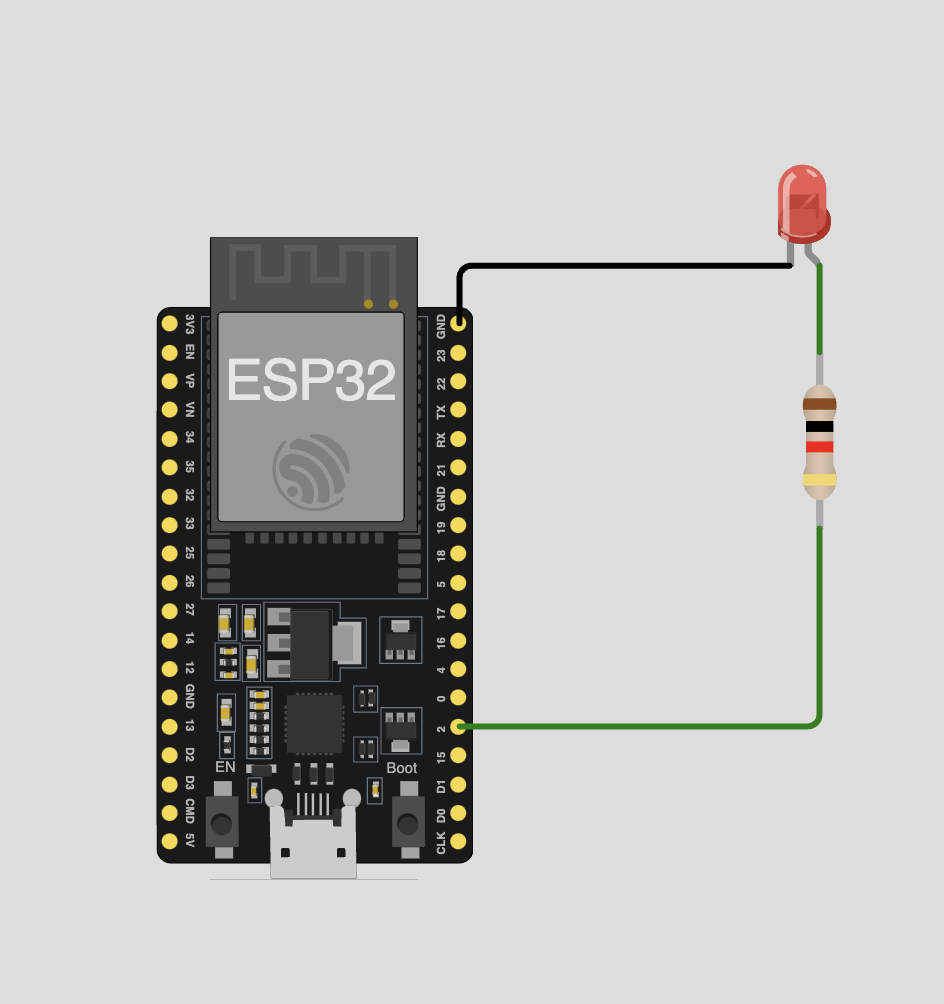 ESP32
3V3
EN
VP
VN
34
35
32
33
25
26
27
14
12
GND
13
D2
D3
CMD
5V
GND
23
22
TX
RX
21
GND
19
18
5
17
16
4
0
2
15
D1
D0
CLK
EN
Boot